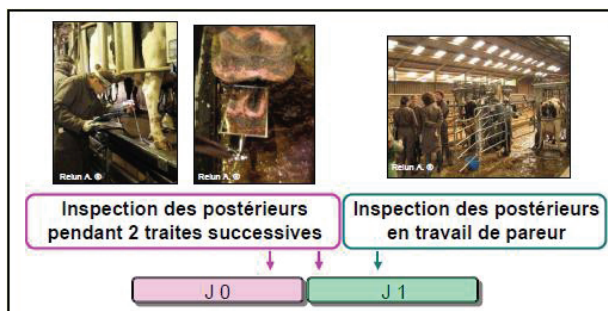 Relun A. ®
Relun A. ®
Relun A. ®
Inspection des postérieurs
pendant 2 traites successives
Inspection des postérieurs
en travail de pareur
J 0
J 1